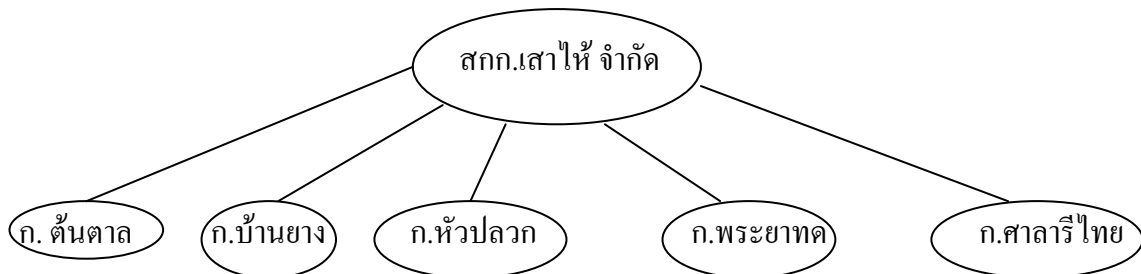 สกก.เสาไห้ จำกัด
ก. ต้นตาล
ก.บ้านยาง
ก.หัวปลวก
ก.พระยาทด
ก.ศาลารีไทย